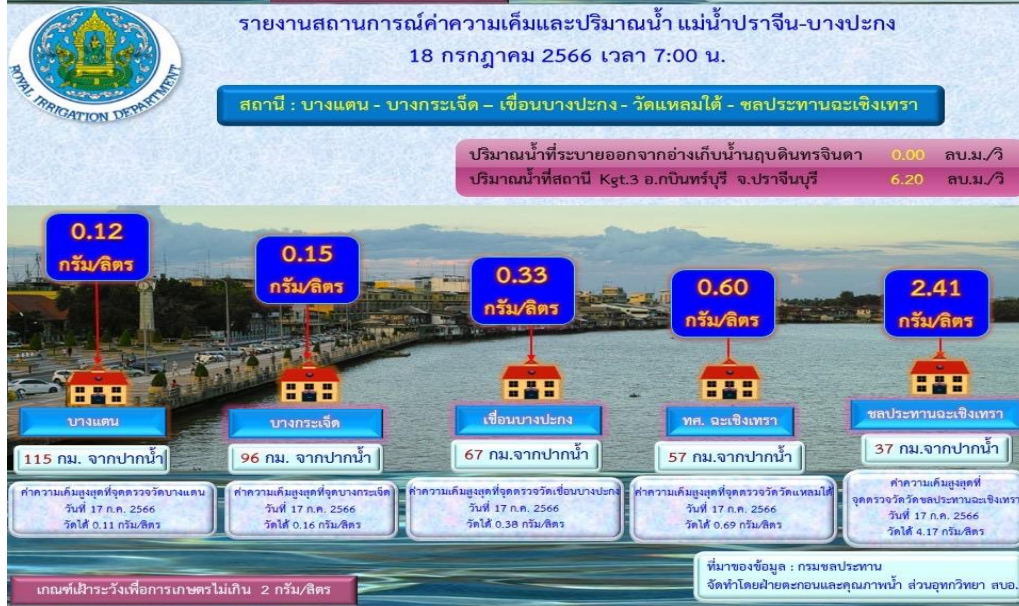 รายงานสถานการณ์ค่าความเค็มและปริมาณน้ำ แม่น้ำปราจีน-บางปะกง
18 กรกฎาคม 2566 เวลา 7:00 น.
ROYAL IRRIGATION DEPARTMENT
สถานี : บางแตน - บางกระเจ็ด – เขื่อนบางปะกง - วัดแหลมใต้ - ชลประทานฉะเชิงเทรา
ปริมาณน้ำที่ระบายออกจากอ่างเก็บน้ำนฤบดินทรจินดา 0.00 ลบ.ม./วิ
ปริมาณน้ำที่สถานี Kgt.3 อ.กบินทร์บุรี จ.ปราจีนบุรี 6.20 ลบ.ม./วิ
0.12
กรัม/ลิตร
0.15
กรัม/ลิตร
0.33
กรัม/ลิตร
0.60
กรัม/ลิตร
2.41
กรัม/ลิตร
บางแตน
บางกระเจ็ด
เขื่อนบางปะกง
ทศ. ฉะเชิงเทรา
ชลประทานฉะเชิงเทรา
115 กม. จากปากน้ำ
96 กม. จากปากน้ำ
67 กม.จากปากน้ำ
57 กม.จากปากน้ำ
37 กม.จากปากน้ำ
ค่าความเค็มสูงสุดที่จุดตรวจวัดบางแตน
วันที่ 17 ก.ค. 2566
วัดได้ 0.11 กรัม/ลิตร
ค่าความเค็มสูงสุดที่จุดบางกระเจ็ด
วันที่ 17 ก.ค. 2566
วัดได้ 0.16 กรัม/ลิตร
ค่าความเค็มสูงสุดที่จุดตรวจวัดเขื่อนบางปะกง
วันที่ 17 ก.ค. 2566
วัดได้ 0.38 กรัม/ลิตร
ค่าความเค็มสูงสุดที่จุดตรวจวัดวัดแหลมใต้
วันที่ 17 ก.ค. 2566
วัดได้ 0.69 กรัม/ลิตร
ค่าความเค็มสูงสุดที่
จุดตรวจวัดวัดชลประทานฉะเชิงเทรา
วันที่ 17 ก.ค. 2566
วัดได้ 4.17 กรัม/ลิตร
เกณฑ์เฝ้าระวังเพื่อการเกษตรไม่เกิน 2 กรัม/ลิตร
ที่มาของข้อมูล : กรมชลประทาน
จัดทำโดยฝ่ายตะกอนและคุณภาพน้ำ ส่วนอุทกวิทยา สบอ.